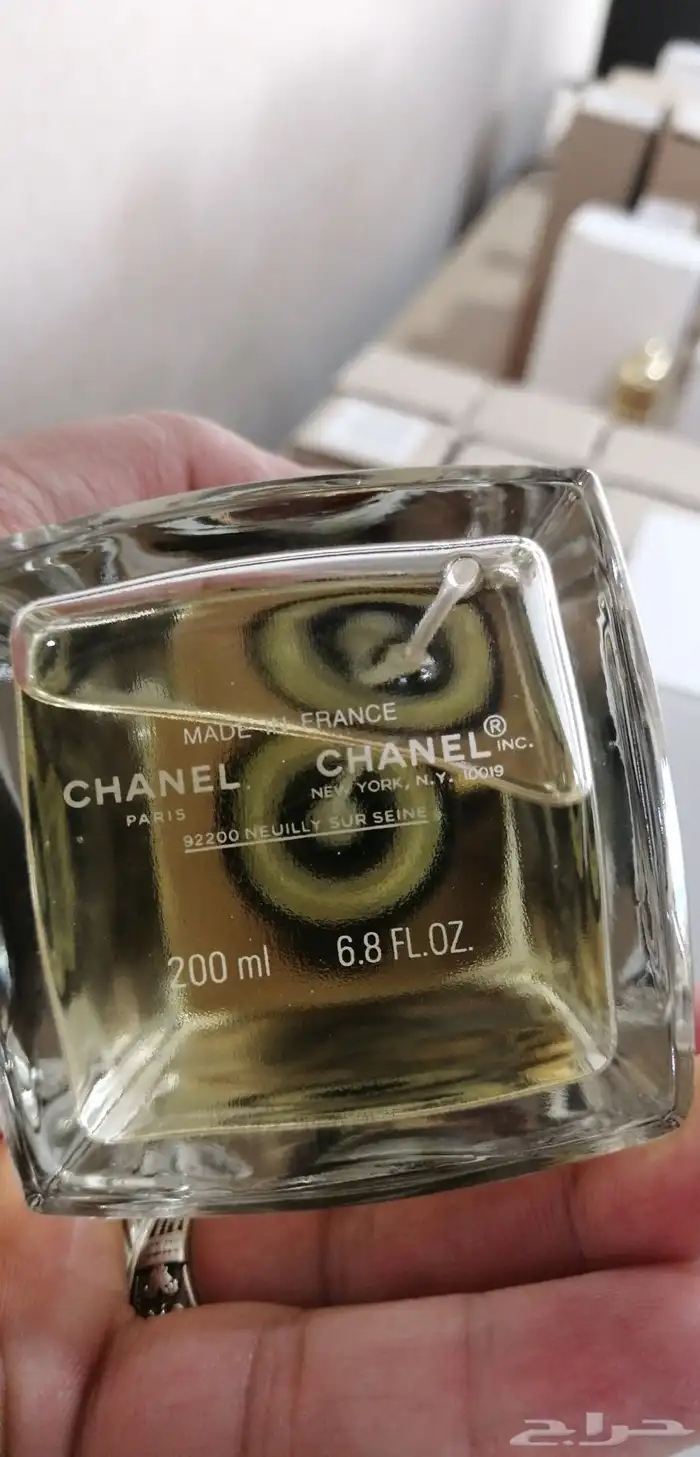 MADE IN FRANCE
CHANEL CHANEL® INC.
PARIS NEW YORK, N.Y. 10019
92200 NEUILLY SUR SEINE
200 ml 6.8 FL.OZ.
حراج